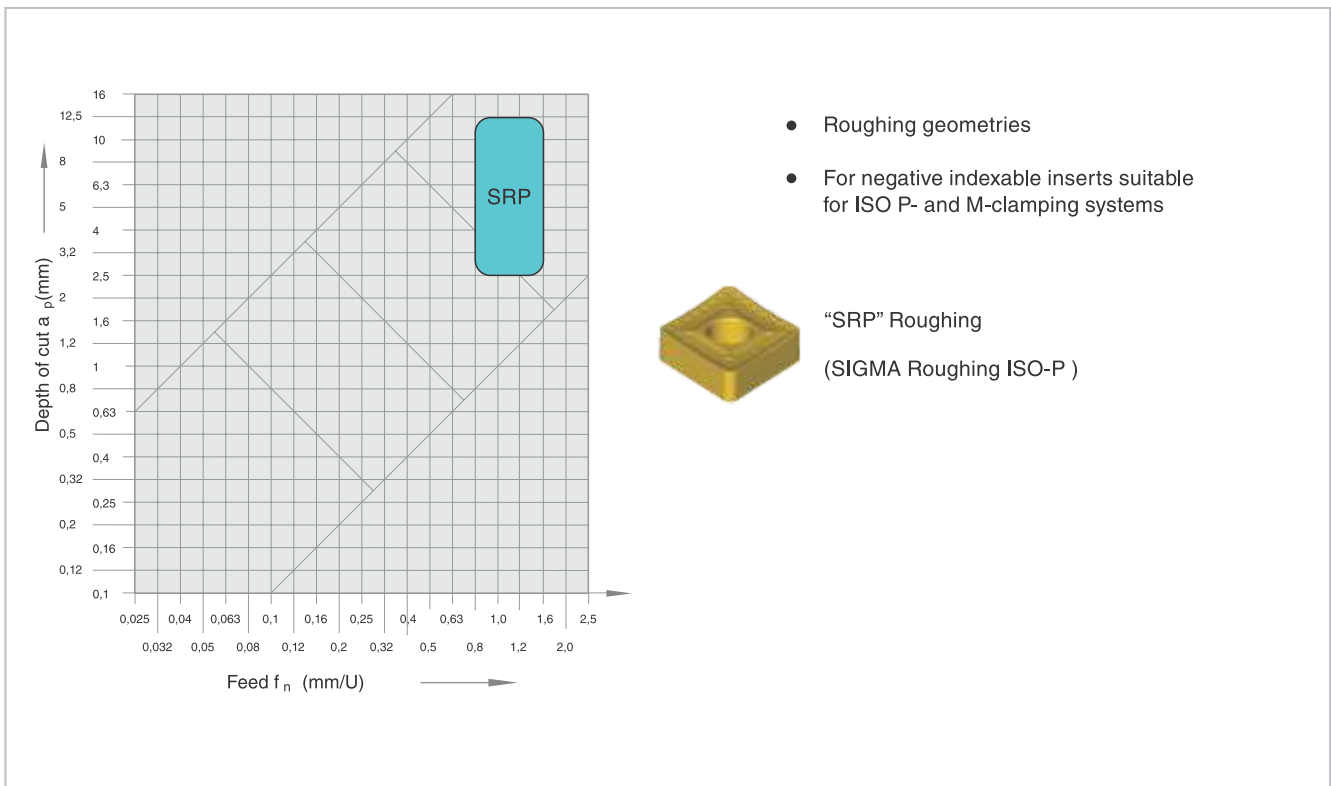 16
12,5
10
8
6,3
5
4
3,2
2,5
2
1,6
1,2
1
0,8
0,63
0,5
0,4
0,32
0,25
0,2
0,16
0,12
0,1
Depth of cut a p (mm)
SRP
0,025 0,04 0,063 0,1 0,16 0,25 0,4 0,63 1,0 1,6 2,5
0,032 0,05 0,08 0,12 0,2 0,32 0,5 0,8 1,2 2,0
Feed f n (mm/U)
● Roughing geometries
● For negative indexable inserts suitable
for ISO P- and M-clamping systems
“SRP” Roughing
(SIGMA Roughing ISO-P )